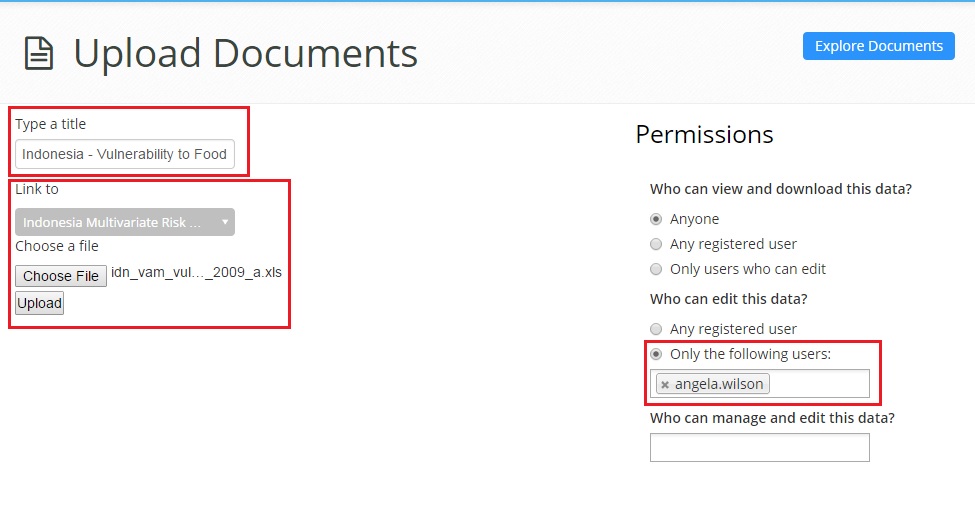 Upload Documents
Explore Documents
Type a title
Indonesia - Vulnerability to Food
Link to
Indonesia Multivariate Risk ...
Choose a file
Choose File idn_vam_vul..._2009_a.xls
Upload
Permissions
Who can view and download this data?
Anyone
Any registered user
Only users who can edit
Who can edit this data?
Any registered user
Only the following users:
× angela.wilson
Who can manage and edit this data?